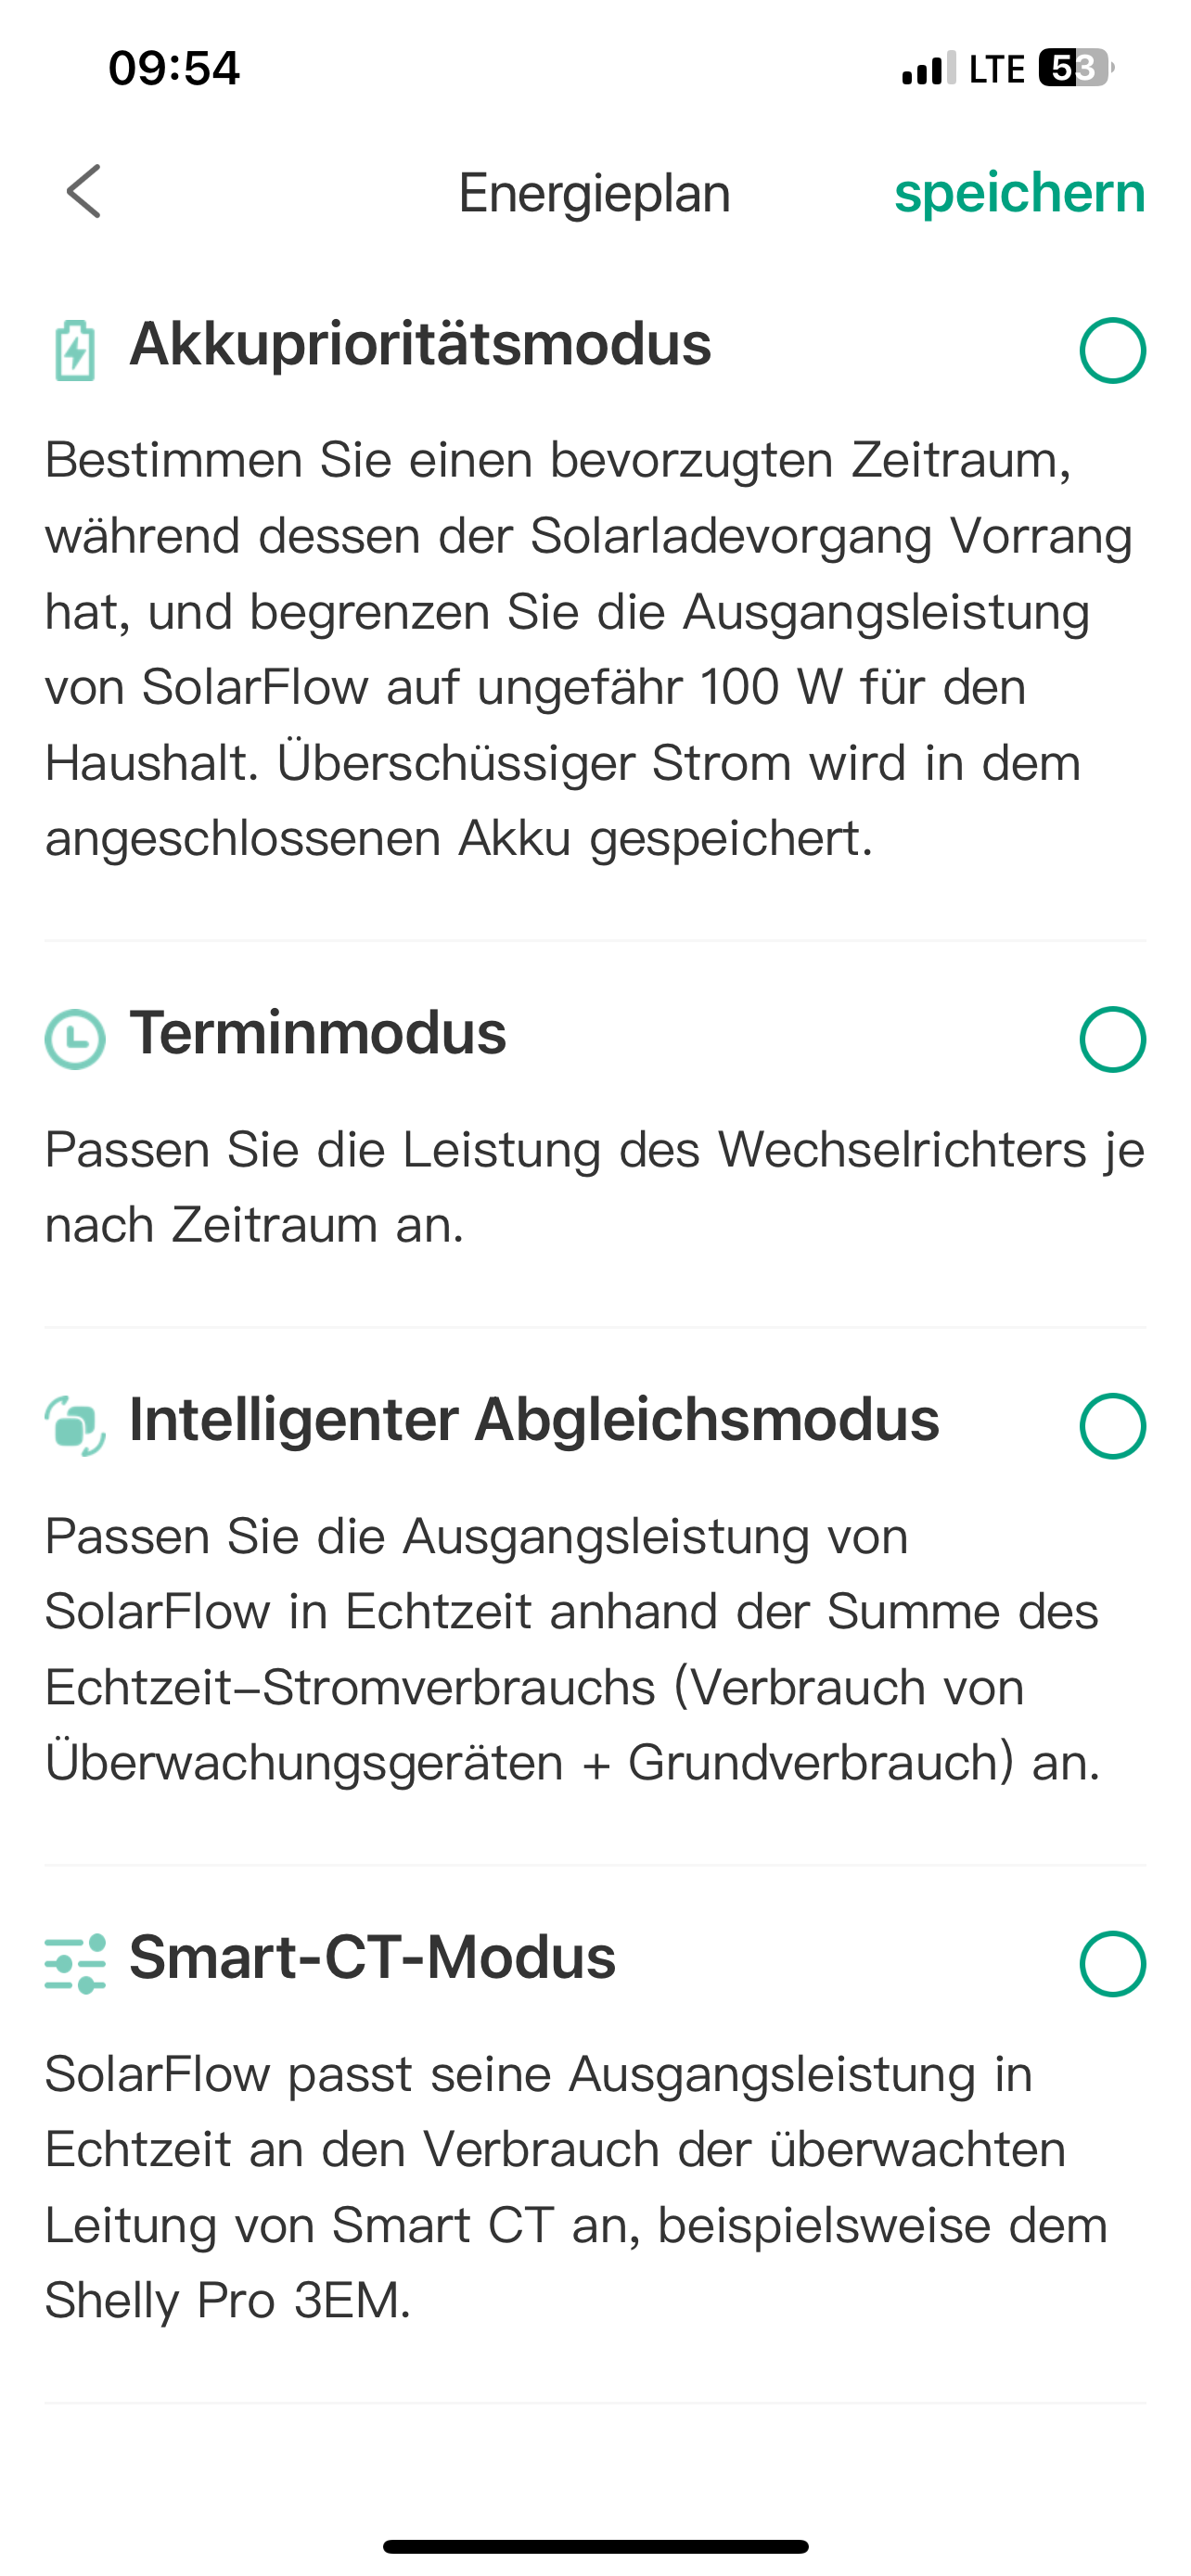 09:54
LTE 53
Energieplan
speichern
Akkuprioritätsmodus
Bestimmen Sie einen bevorzugten Zeitraum,
während dessen der Solarladevorgang Vorrang
hat, und begrenzen Sie die Ausgangsleistung
von SolarFlow auf ungefähr 100 W für den
Haushalt. Überschüssiger Strom wird in dem
angeschlossenen Akku gespeichert.
Terminmodus
Passen Sie die Leistung des Wechselrichters je
nach Zeitraum an.
Intelligenter Abgleichsmodus
Passen Sie die Ausgangsleistung von
SolarFlow in Echtzeit anhand der Summe des
Echtzeit–Stromverbrauchs (Verbrauch von
Überwachungsgeräten + Grundverbrauch) an.
Smart-CT-Modus
SolarFlow passt seine Ausgangsleistung in
Echtzeit an den Verbrauch der überwachten
Leitung von Smart CT an, beispielsweise dem
Shelly Pro 3EM.